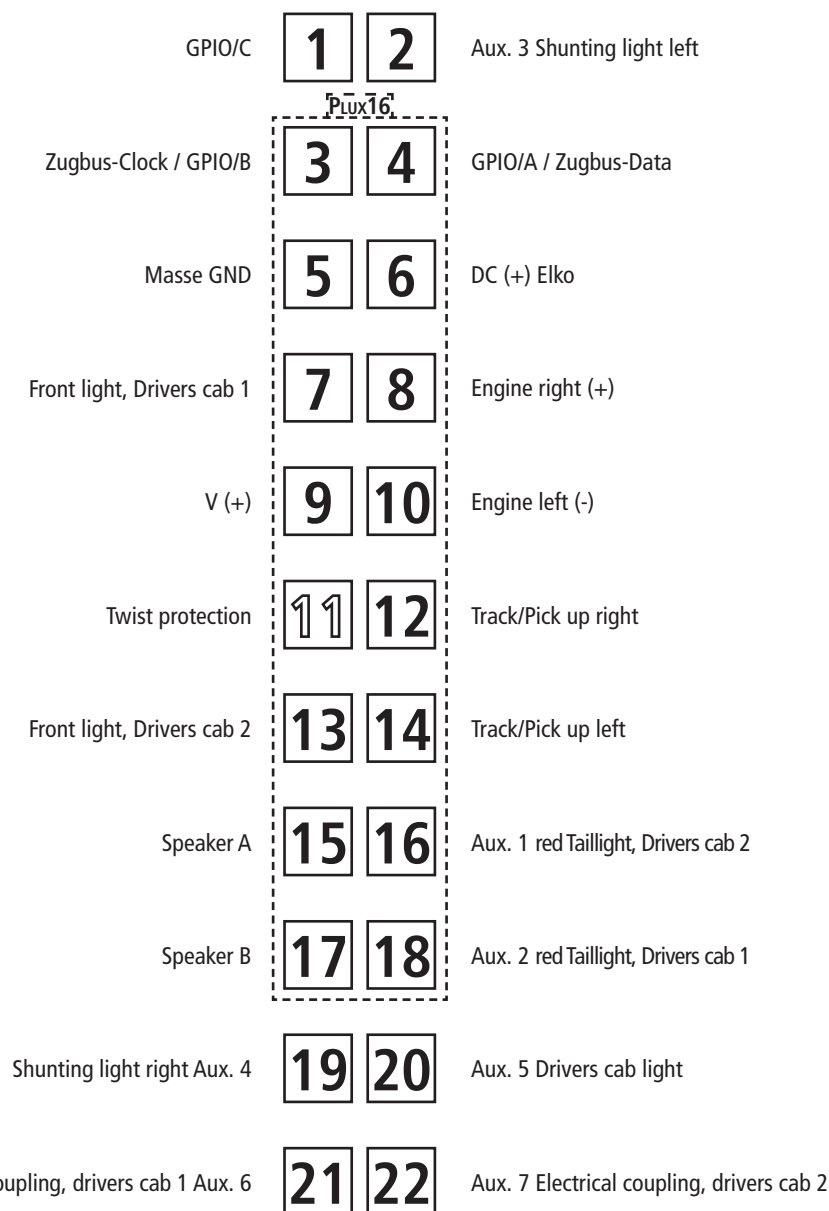 GPIO/C 1 2 Aux. 3 Shunting light left
PLUX16
Zugbus-Clock / GPIO/B 3 4 GPIO/A / Zugbus-Data
Masse GND 5 6 DC (+) Elko
Front light, Drivers cab 1 7 8 Engine right (+)
V (+) 9 10 Engine left (-)
Twist protection 11 12 Track/Pick up right
Front light, Drivers cab 2 13 14 Track/Pick up left
Speaker A 15 16 Aux. 1 red Taillight, Drivers cab 2
Speaker B 17 18 Aux. 2 red Taillight, Drivers cab 1
Shunting light right Aux. 4 19 20 Aux. 5 Drivers cab light
drivers cab 1 Aux. 6 21 22 Aux. 7 Electrical coupling, drivers cab 2